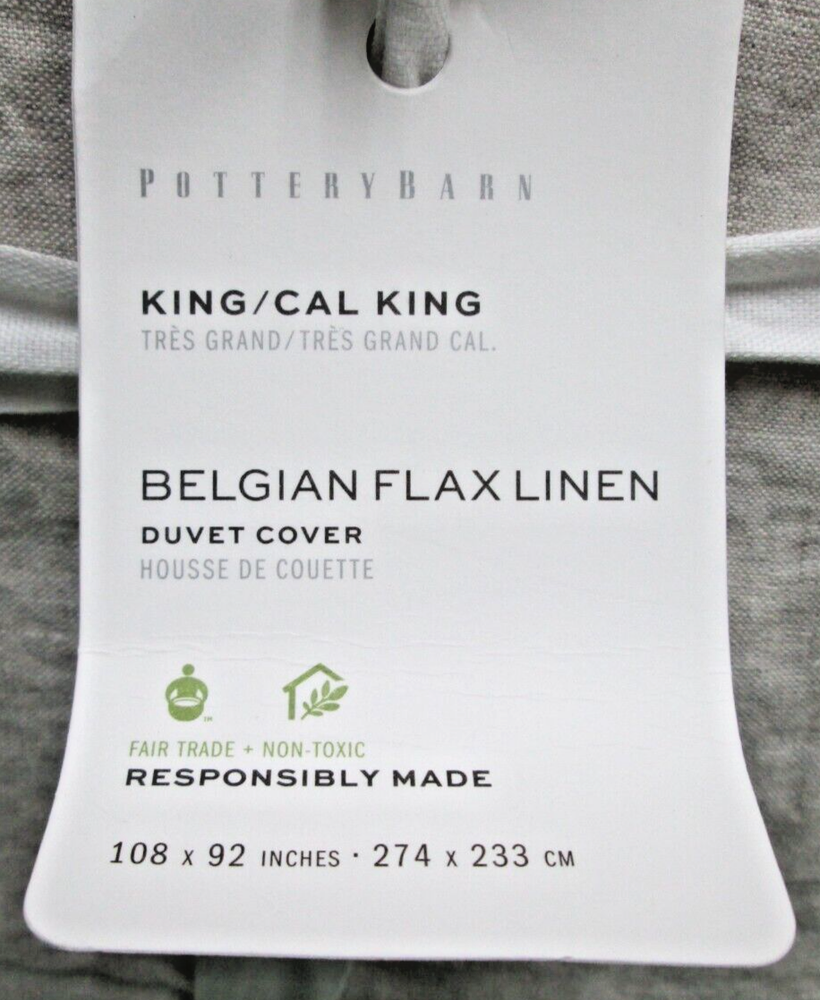 POTTERYBARN
KING/CAL KING
TRÈS GRAND/TRÈS GRAND CAL.
BELGIAN FLAX LINEN
DUVET COVER
HOUSSE DE COUETTE
SM
FAIR TRADE + NON-TOXIC
RESPONSIBLY MADE
108 X 92 INCHES · 274 X 233 CM